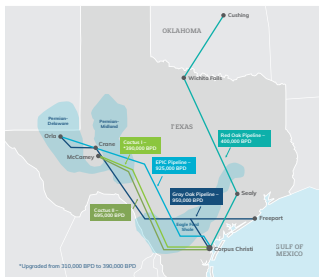 Cushing
OKLAHOMA
Wichita Falls
Permian-
Delaware
Permian-
Midland
TEXAS
Orla
Crane
McCamey
Cactus I –
*390,000 BPD
Red Oak Pipeline –
400,000 BPD
EPIC Pipeline –
925,000 BPD
Gray Oak Pipeline –
850,000 BPD
Cactus II –
695,000 BPD
Sealy
Freeport
Eagle Ford
Shale
Corpus Christi
GULF OF
MEXICO
*Upgraded from 310,000 BPD to 390,000 BPD